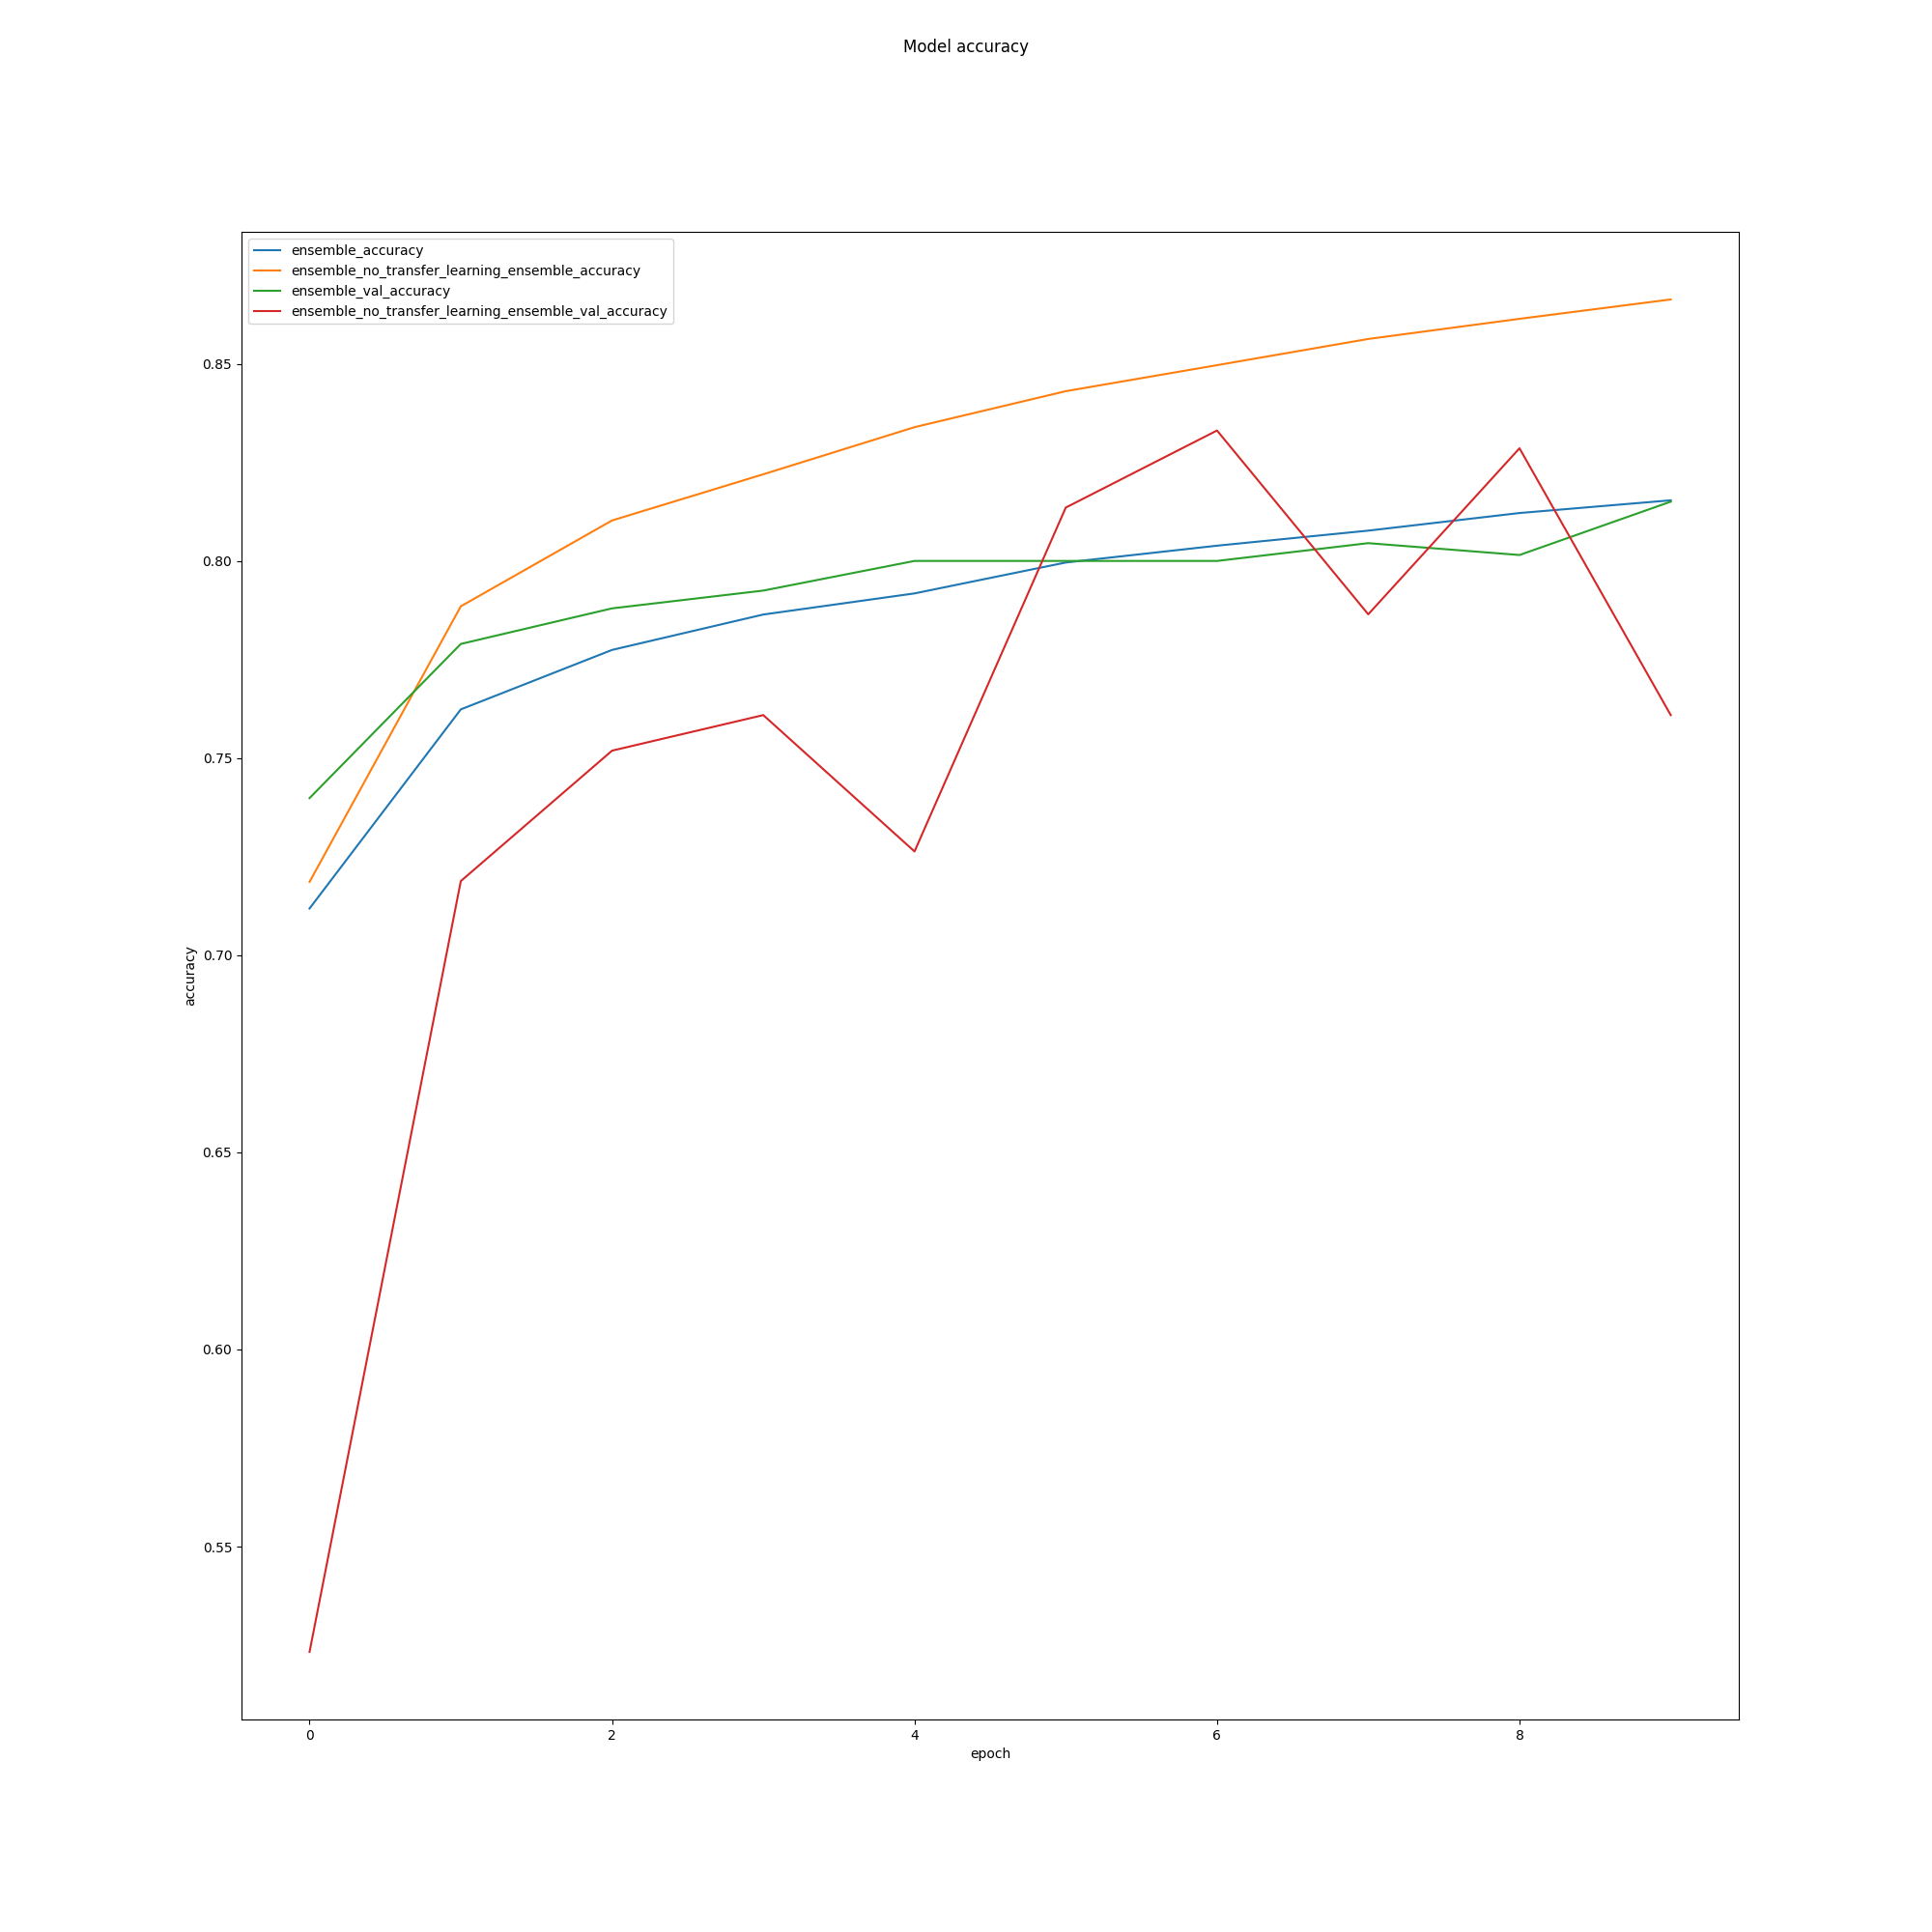 Model accuracy
ensemble_accuracy
ensemble_no_transfer_learning_ensemble_accuracy
ensemble_val_accuracy
ensemble_no_transfer_learning_ensemble_val_accuracy
0.85
0.80
0.75
0.70
0.65
0.60
0.55
accuracy
0 2 4 6 8
epoch